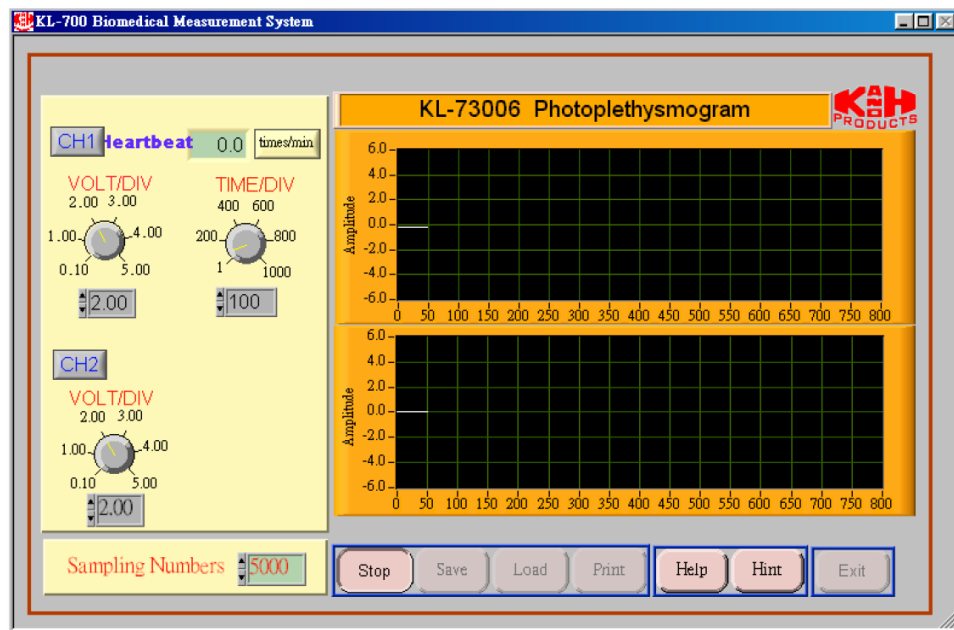 KL-700 Biomedical Measurement System
KL-73006 Photoplethysmogram
K AND H
PRODUCTS
CH1 Heartbeat 0.0 times/min
VOLT/DIV TIME/DIV
2.00 3.00 400 600
1.00 4.00 200 800
0.10 5.00 1 1000
2.00 100
6.0
4.0
2.0
0.0
-2.0
-4.0
-6.0
Amplitude
0 50 100 150 200 250 300 350 400 450 500 550 600 650 700 750 800
CH2
VOLT/DIV
2.00 3.00
1.00 4.00
0.10 5.00
2.00
6.0
4.0
2.0
0.0
-2.0
-4.0
-6.0
Amplitude
0 50 100 150 200 250 300 350 400 450 500 550 600 650 700 750 800
Sampling Numbers 5000
Stop Save Load Print Help Hint Exit